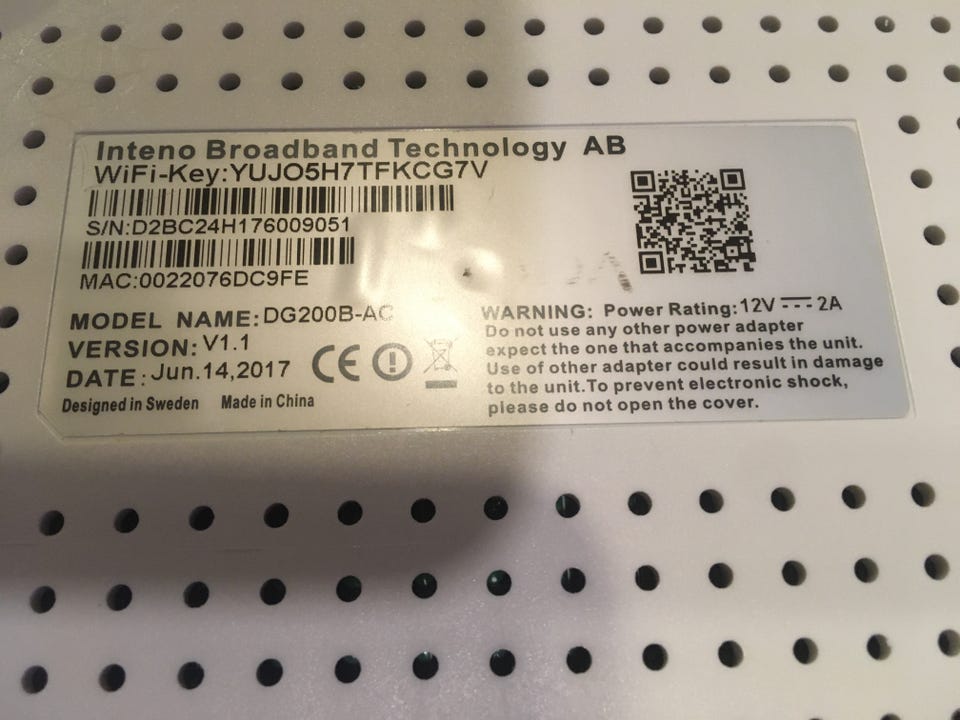 Inteno Broadband Technology AB
WiFi-Key:YUJO5H7TFKCG7V
S/N:D2BC24H176009051
MAC:0022076DC9FE
MODEL NAME:DG200B-AC
VERSION:V1.1
DATE:Jun.14,2017
Designed in Sweden Made in China
WARNING: Power Rating:12V 2A
Do not use any other power adapter
expect the one that accompanies the unit.
Use of other adapter could result in damage
to the unit.To prevent electronic shock,
please do not open the cover.